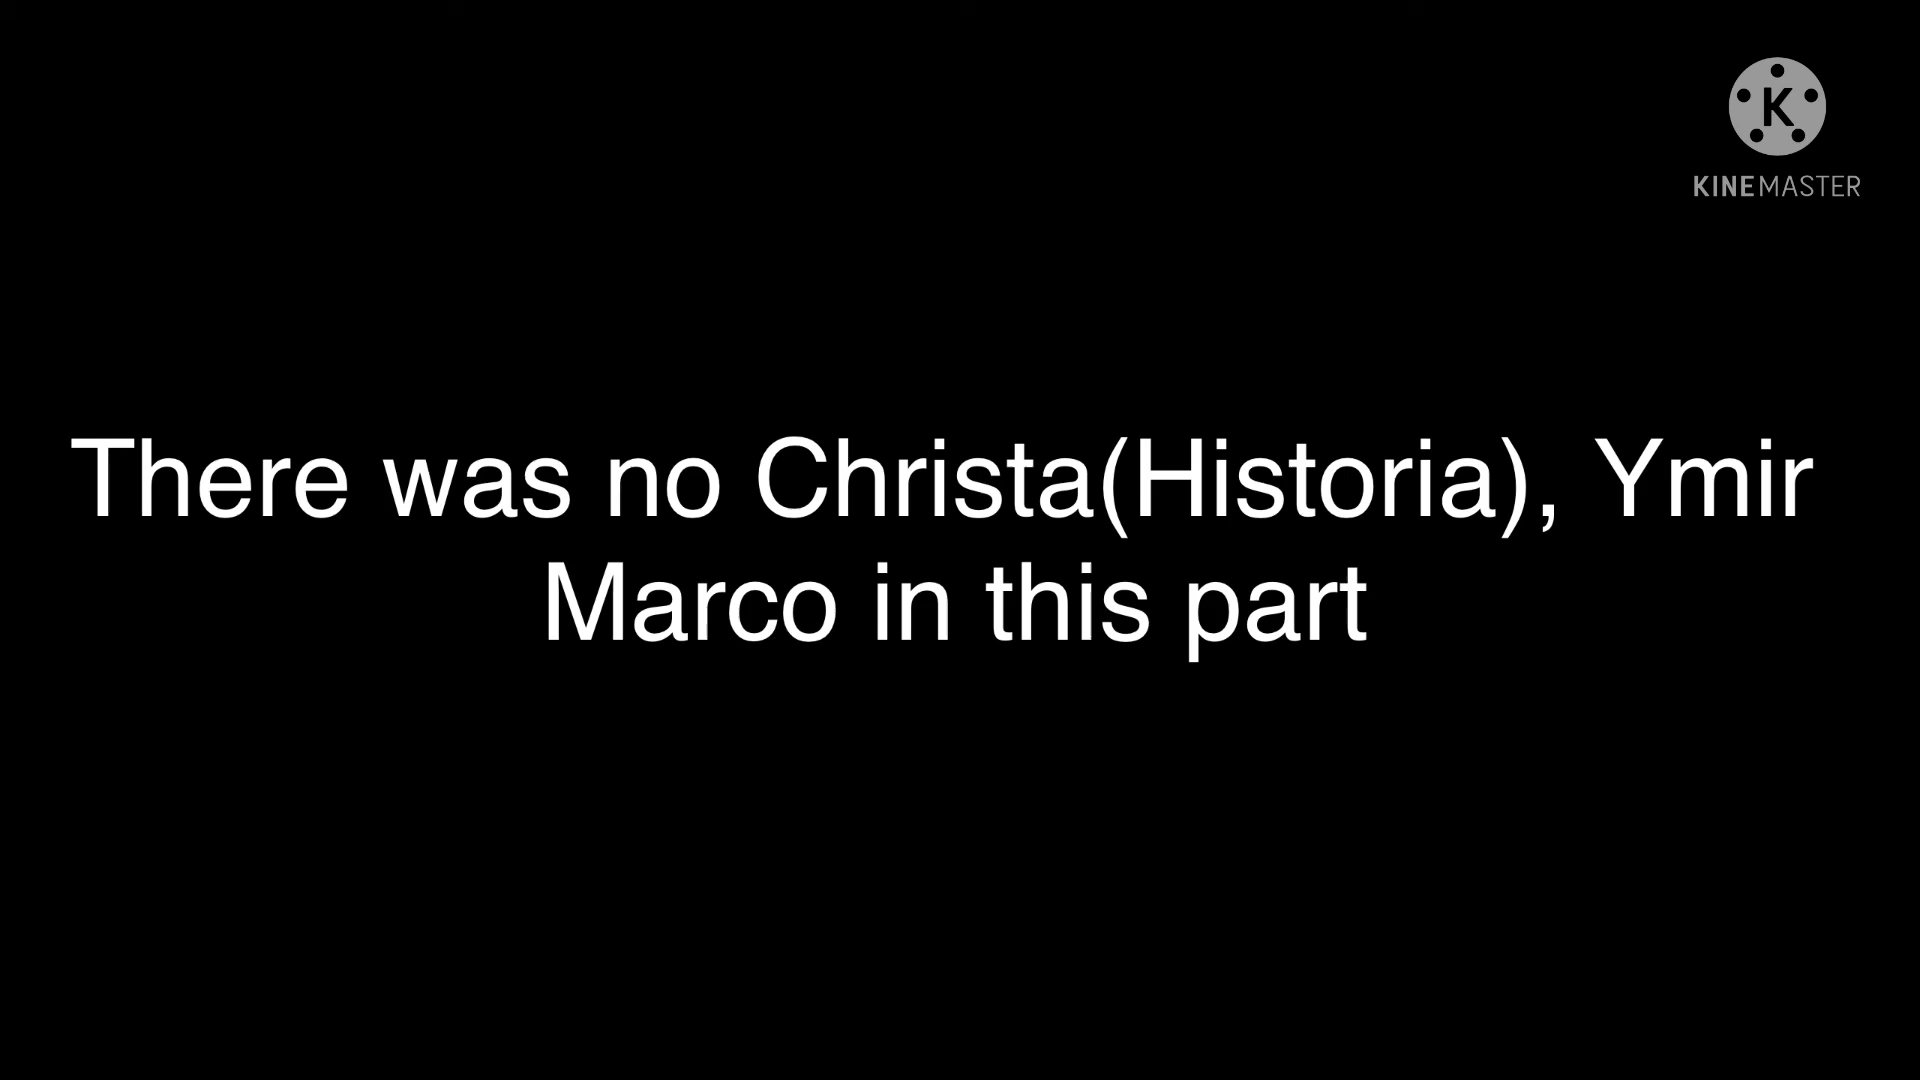 K
KINEMASTER
There was no Christa(Historia), Ymir
Marco in this part